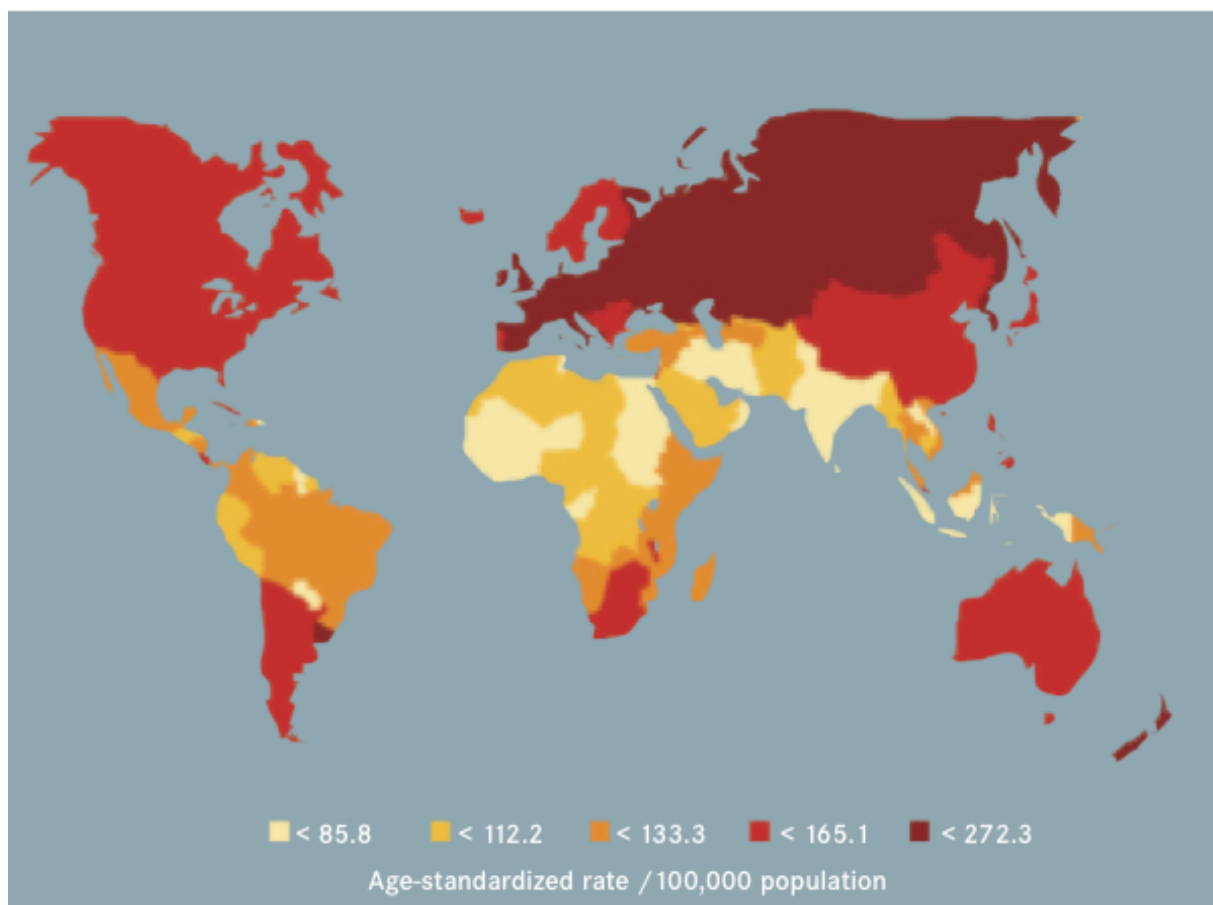 < 85.8 < 112.2 < 133.3 < 165.1 < 272.3
Age-standardized rate / 100,000 population